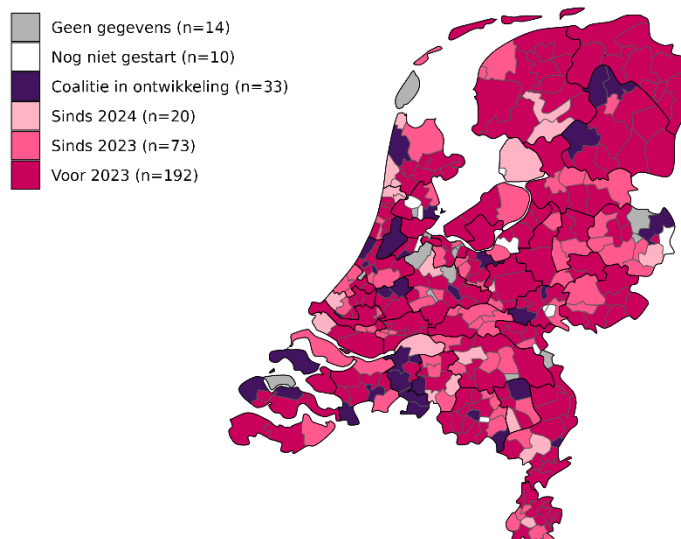 Geen gegevens (n=14)
Nog niet gestart (n=10)
Coalitie in ontwikkeling (n=33)
Sinds 2024 (n=20)
Sinds 2023 (n=73)
Voor 2023 (n=192)